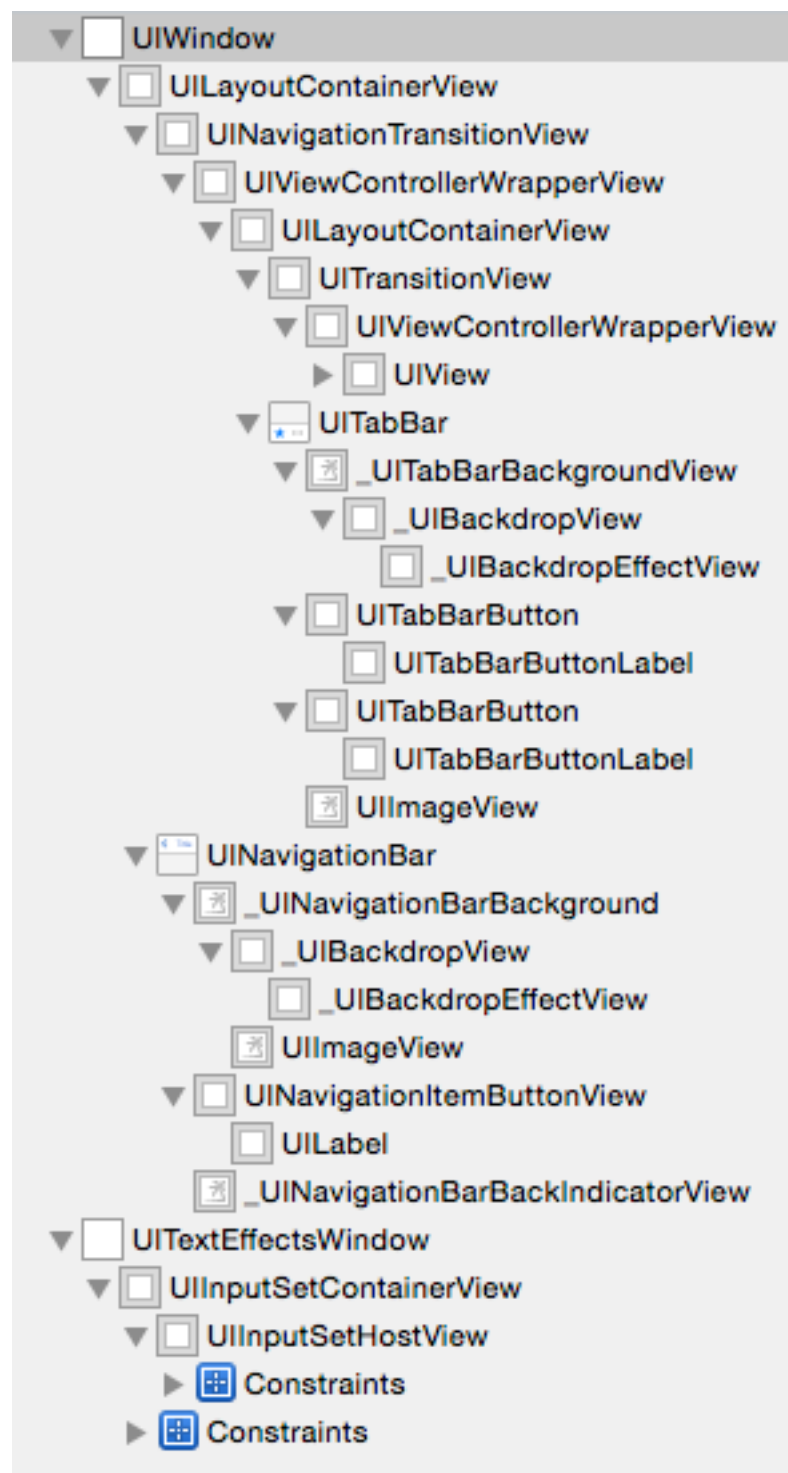 UIWindow
UILayoutContainerView
UINavigationTransitionView
UIViewControllerWrapperView
UILayoutContainerView
UITransitionView
UIViewControllerWrapperView
UIView
UITabBar
_UITabBarBackgroundView
_UIBackdropView
_UIBackdropEffectView
UITabBarButton
UITabBarButtonLabel
UITabBarButton
UITabBarButtonLabel
UIImageView
UINavigationBar
_UINavigationBarBackground
_UIBackdropView
_UIBackdropEffectView
UIImageView
UINavigationItemButtonView
UILabel
_UINavigationBarBackIndicatorView
UITextEffectsWindow
UIInputSetContainerView
UIInputSetHostView
Constraints
Constraints